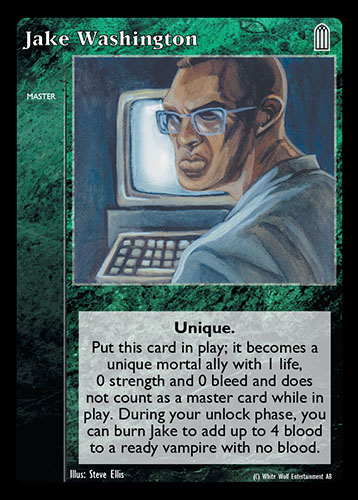 Jake Washington
MASTER
Unique.
Put this card in play; it becomes a
unique mortal ally with 1 life,
0 strength and 0 bleed and does
not count as a master card while in
play. During your unlock phase, you
can burn Jake to add up to 4 blood
to a ready vampire with no blood.
Illus: Steve Ellis
(C) White Wolf Entertainment AB